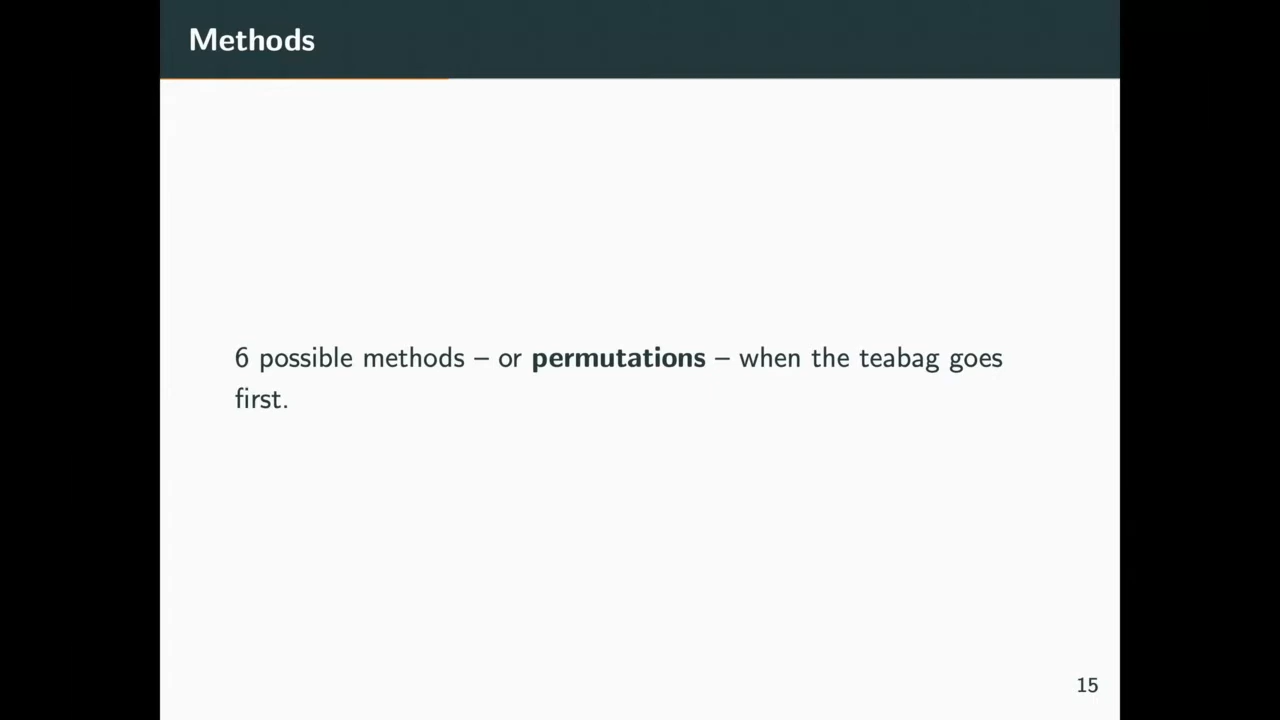 Methods
6 possible methods – or permutations – when the teabag goes
first.
15